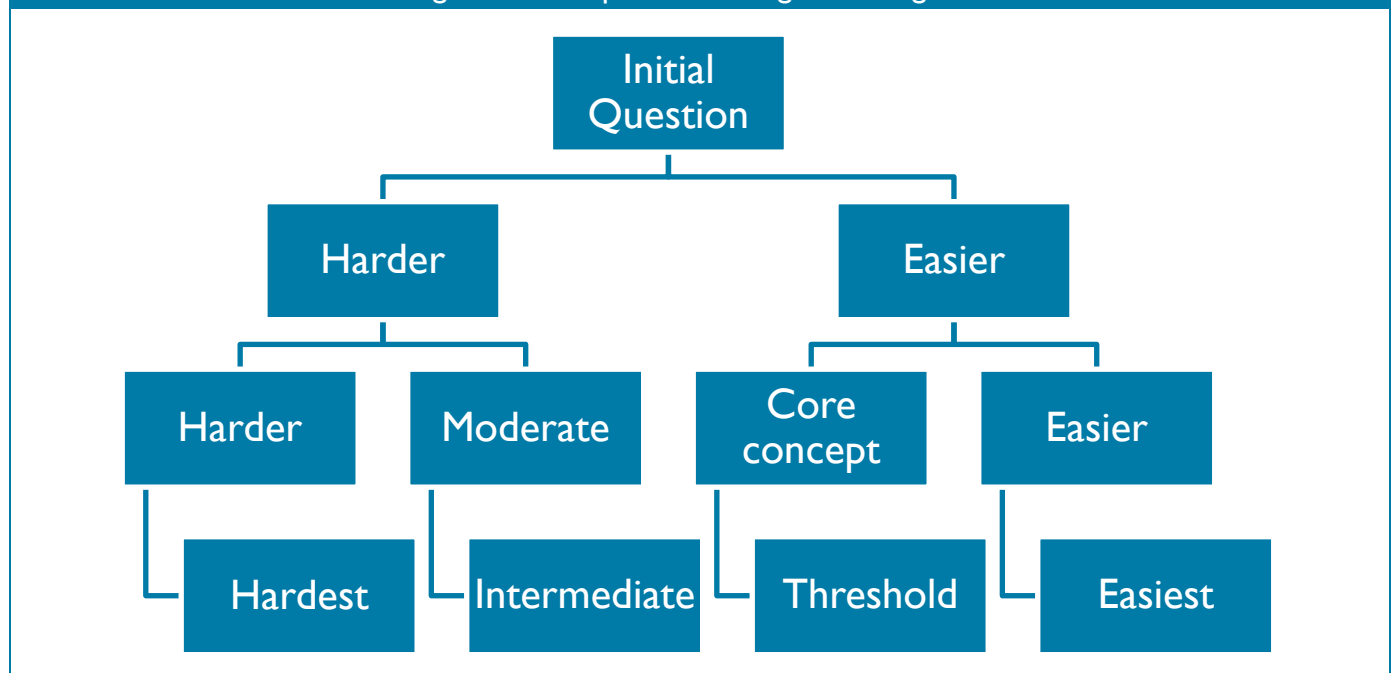 Initial
Question
Harder
Easier
Harder
Moderate
Core
concept
Easier
Hardest
Intermediate
Threshold
Easiest